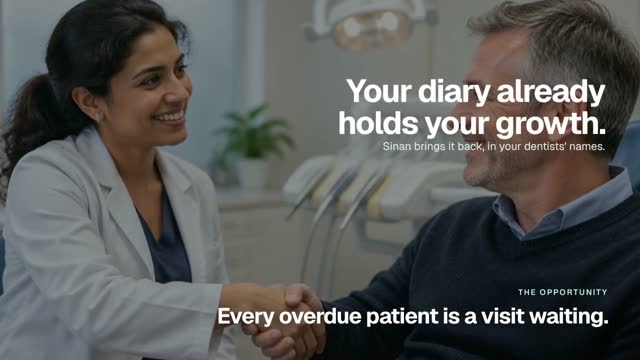 Your diary already
holds your growth.
Sinan brings it back, in your dentists' names.
THE OPPORTUNITY
Every overdue patient is a visit waiting.